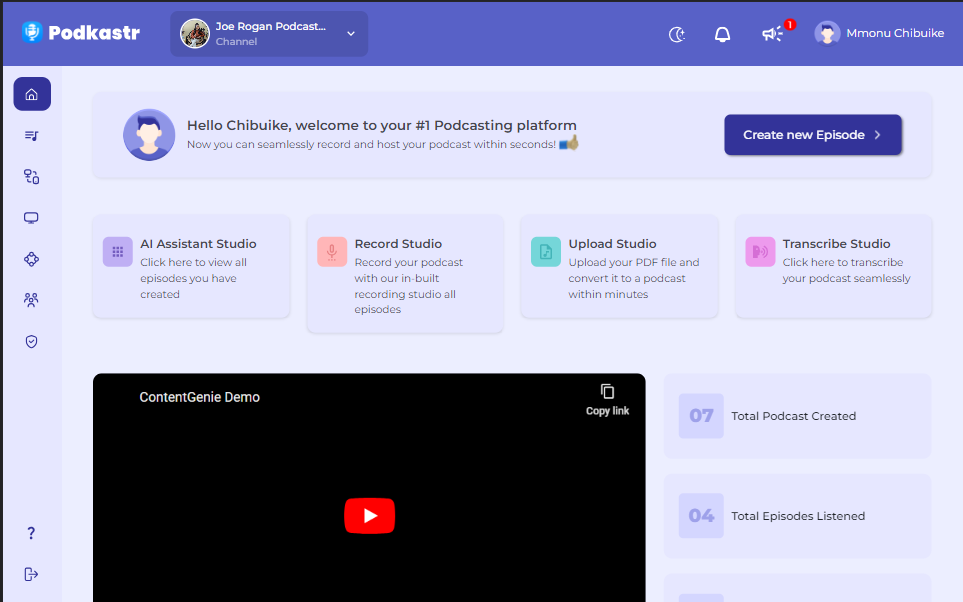 Podkastr
Joe Rogan Podcast...
Channel
1
Mmonu Chibuike
Hello Chibuike, welcome to your #1 Podcasting platform
Now you can seamlessly record and host your podcast within seconds!
Create new Episode
AI Assistant Studio
Click here to view all
episodes you have
created
Record Studio
Record your podcast
with our in-built
recording studio all
episodes
Upload Studio
Upload your PDF file and
convert it to a podcast
within minutes
Transcribe Studio
Click here to transcribe
your podcast seamlessly
ContentGenie Demo
Copy link
07
Total Podcast Created
04
Total Episodes Listened
?